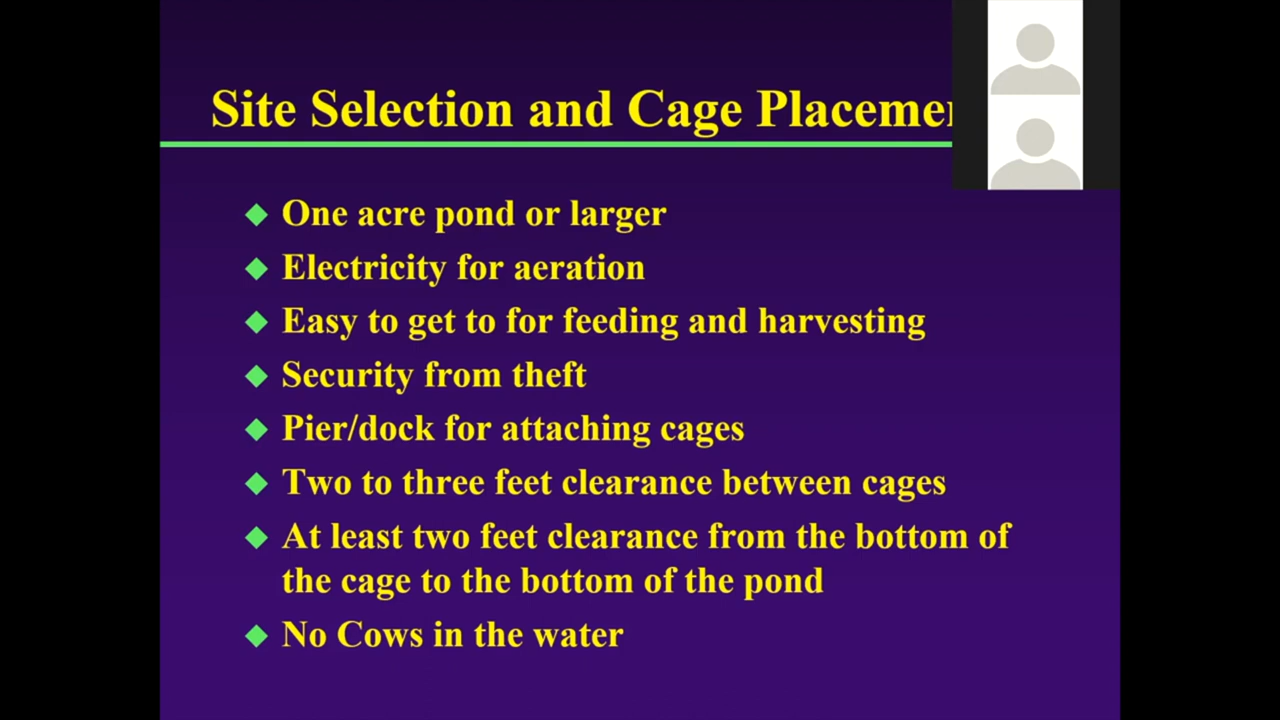 Site Selection and Cage
One acre pond or larger
Electricity for aeration
Easy to get to for feeding and harvesting
Security from theft
Pier/dock for attaching cages
Two to three feet clearance between cages
At least two feet clearance from the bottom of
the cage to the bottom of the pond
No Cows in the water